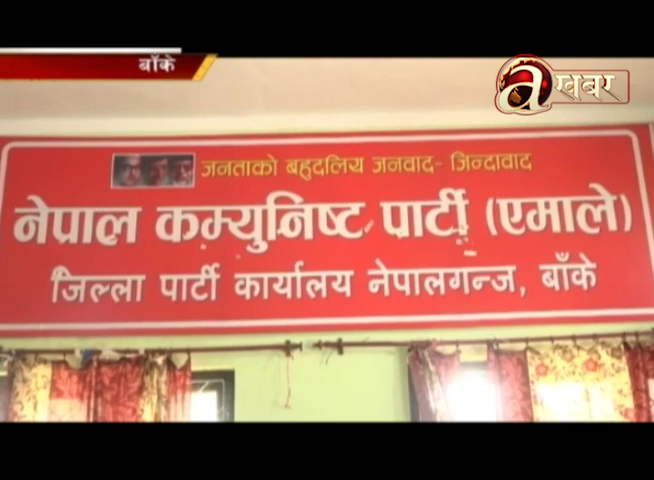 बाँके
a खबर
जनताको बहुदलिय जनवाद- जिन्दावाद
नेपाल कम्युनिष्ट पार्टी (एमाले)
जिल्ला पार्टी कार्यालय नेपालगन्ज, बाँके